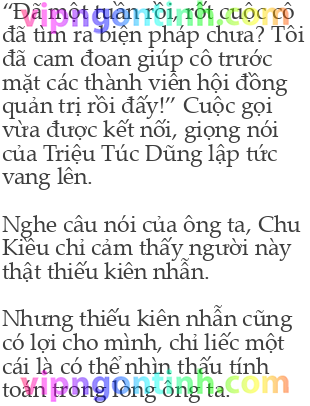 “Đã một tuần rồi, rốt cuộc cô
đã tìm ra biện pháp chưa? Tôi
đã cam đoan giúp cô trước
mặt các thành viên hội đồng
quản trị rồi đấy!” Cuộc gọi
vừa được kết nối, giọng nói
của Triệu Túc Dũng lập tức
vang lên.
Nghe câu nói của ông ta, Chu
Kiều chỉ cảm thấy người này
thật thiếu kiên nhẫn.
Nhưng thiếu kiên nhẫn cũng
có lợi cho mình, chỉ liếc một
cái là có thể nhìn thấu tính
toán trong lòng ông ta.
vipngontinh.com
vipngontinh.com